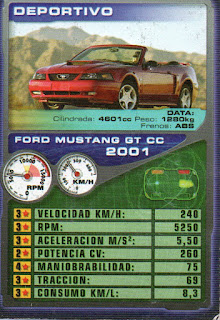 DEPORTIVO
DATA:
Cilindrada: 4601cc Peso: 1280kg
Frenos: ABS
FORD MUSTANG GT CC
2001
RPM
KM/H
3 VELOCIDAD KM/H: 240
3 RPM: 5250
3 ACELERACION M/S²: 5,50
2 POTENCIA CV: 260
4 MANIOBRABILIDAD: 75
3 TRACCION: 69
3 CONSUMO KM/L: 8,3